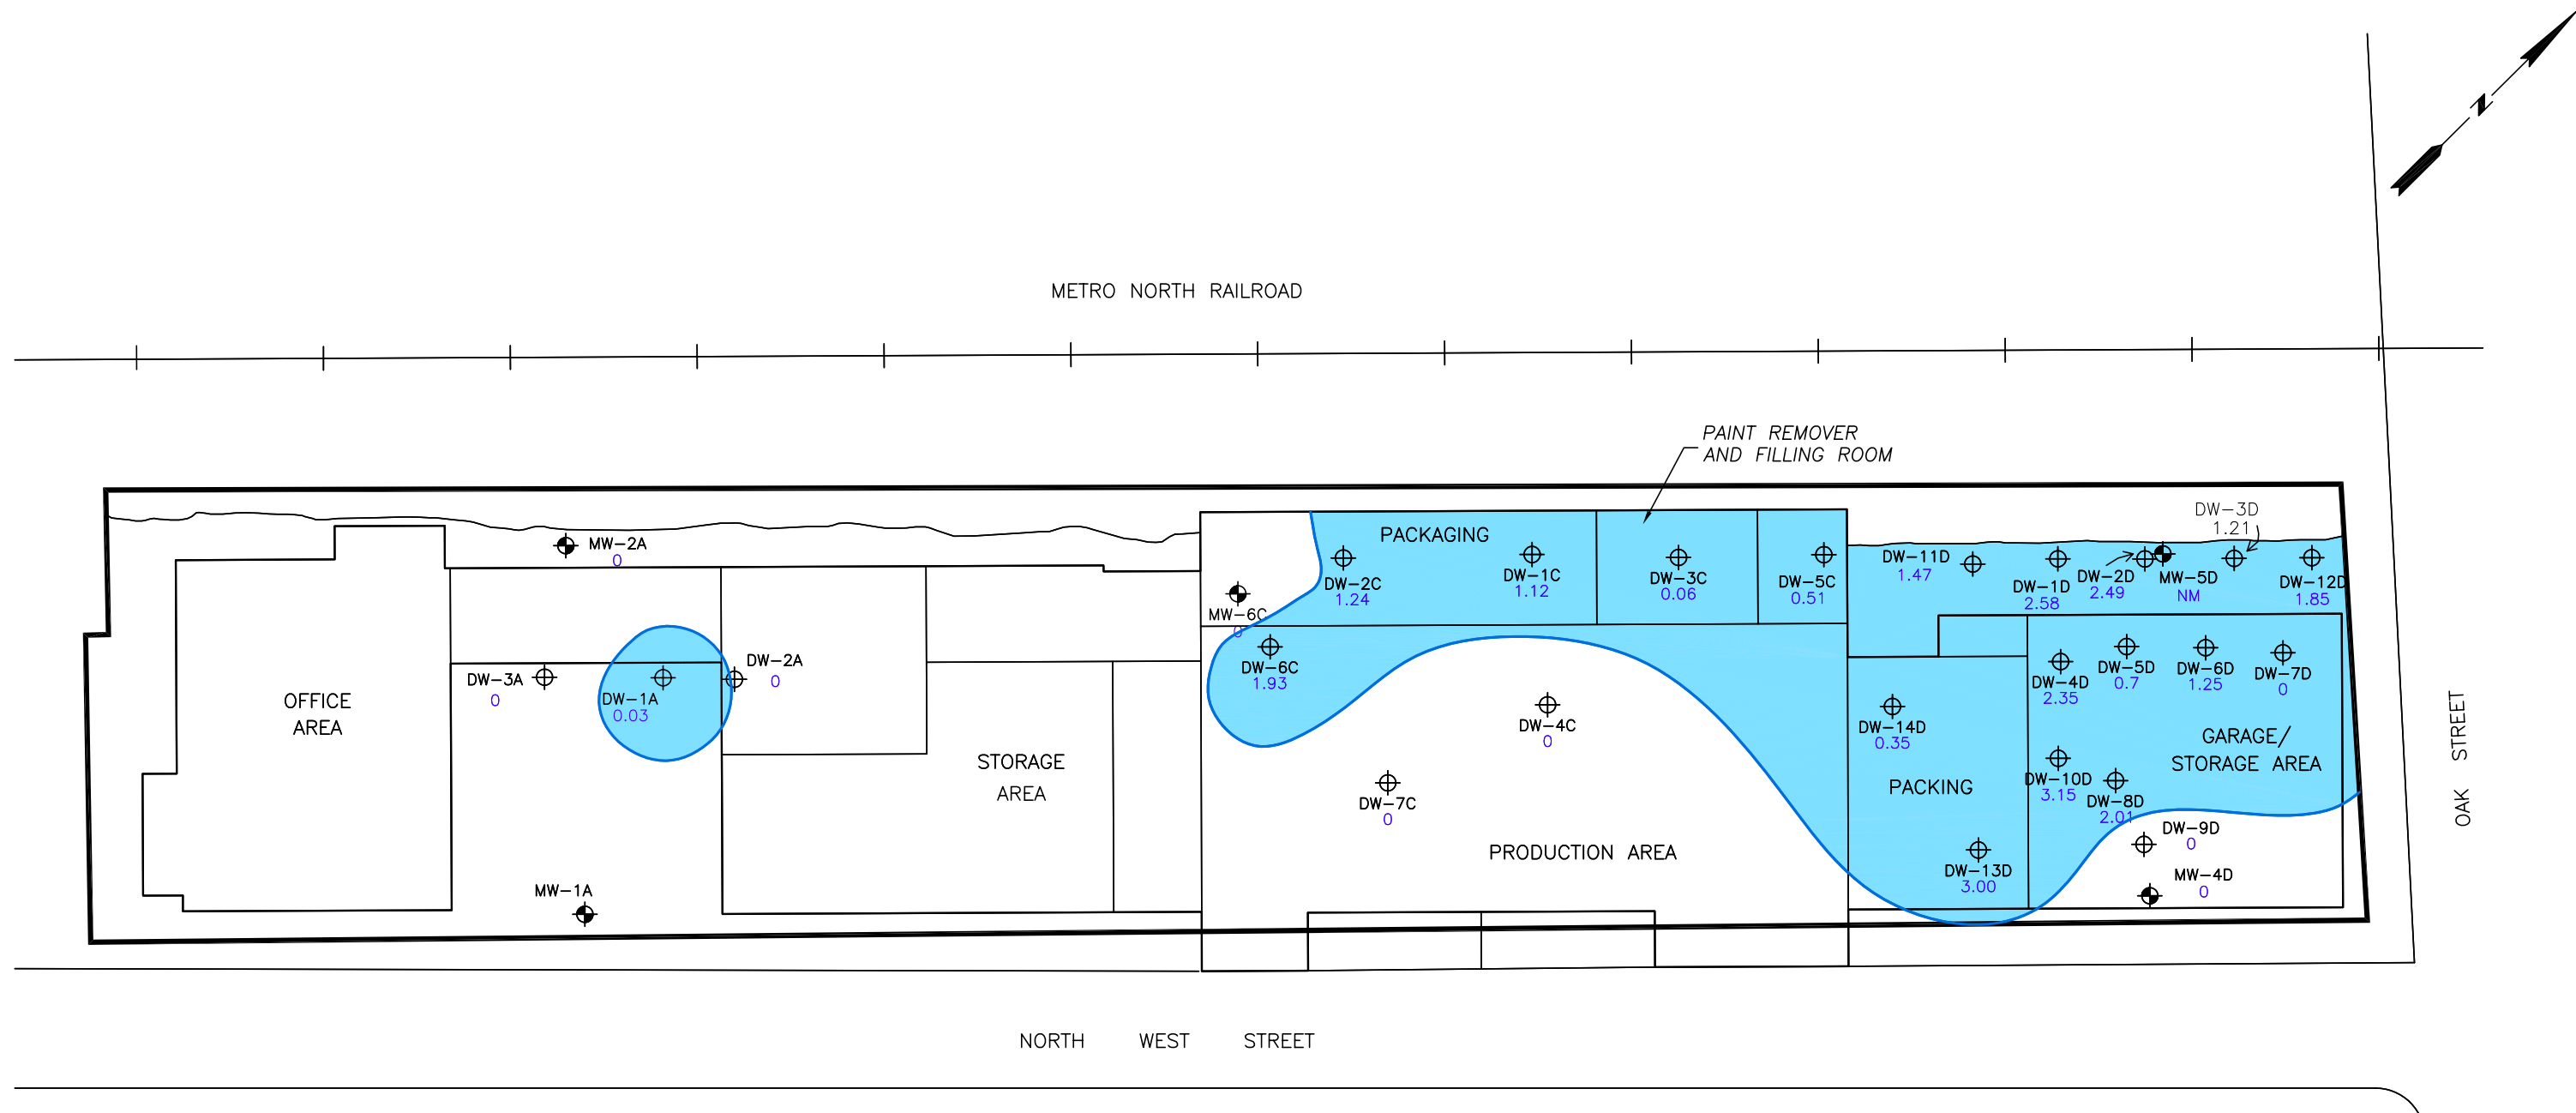 N
METRO NORTH RAILROAD
PAINT REMOVER
AND FILLING ROOM
DW-3D
1.21
PACKAGING
MW-2A
0
DW-2C
1.24
DW-1C
1.12
DW-3C
0.06
DW-5C
0.51
DW-11D
1.47
DW-1D
2.58
DW-2D
2.49
MW-5D
NM
DW-12D
1.85
MW-6C
0
DW-6C
1.93
DW-3A
0
DW-1A
0.03
DW-2A
0
DW-4D
2.35
DW-5D
0.7
DW-6D
1.25
DW-7D
0
OFFICE
AREA
DW-4C
0
DW-14D
0.35
GARAGE/
STORAGE AREA
STORAGE
AREA
DW-7C
0
PACKING
DW-10D
3.15
DW-8D
2.01
DW-9D
0
PRODUCTION AREA
DW-13D
3.00
MW-4D
0
MW-1A
OAK STREET
NORTH WEST STREET